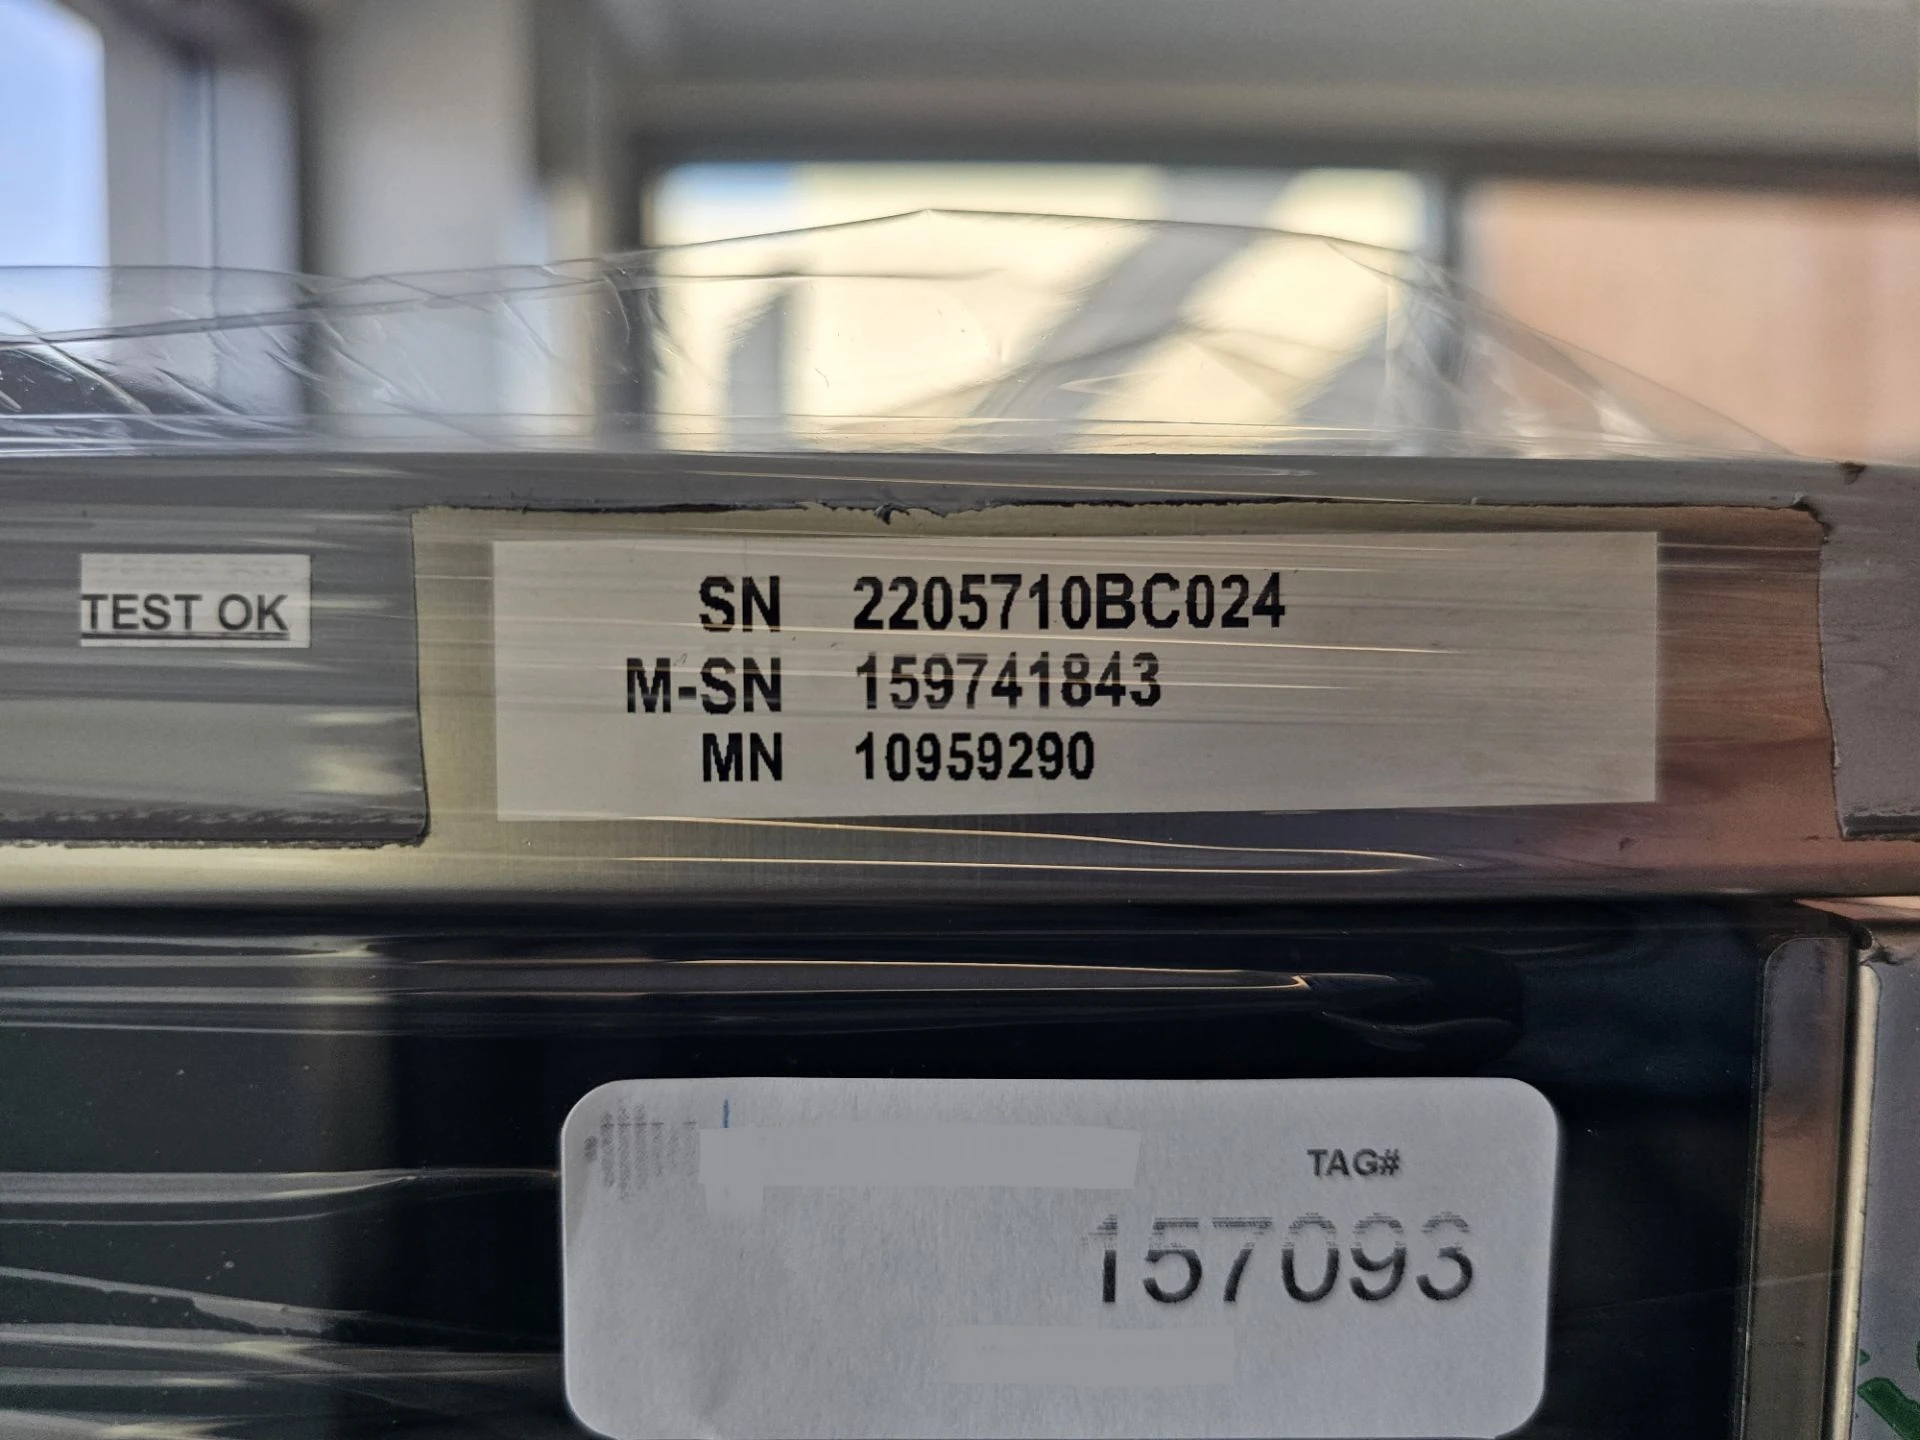 TEST OK
SN 2205710BC024
M-SN 159741843
MN 10959290
TAG#
157093